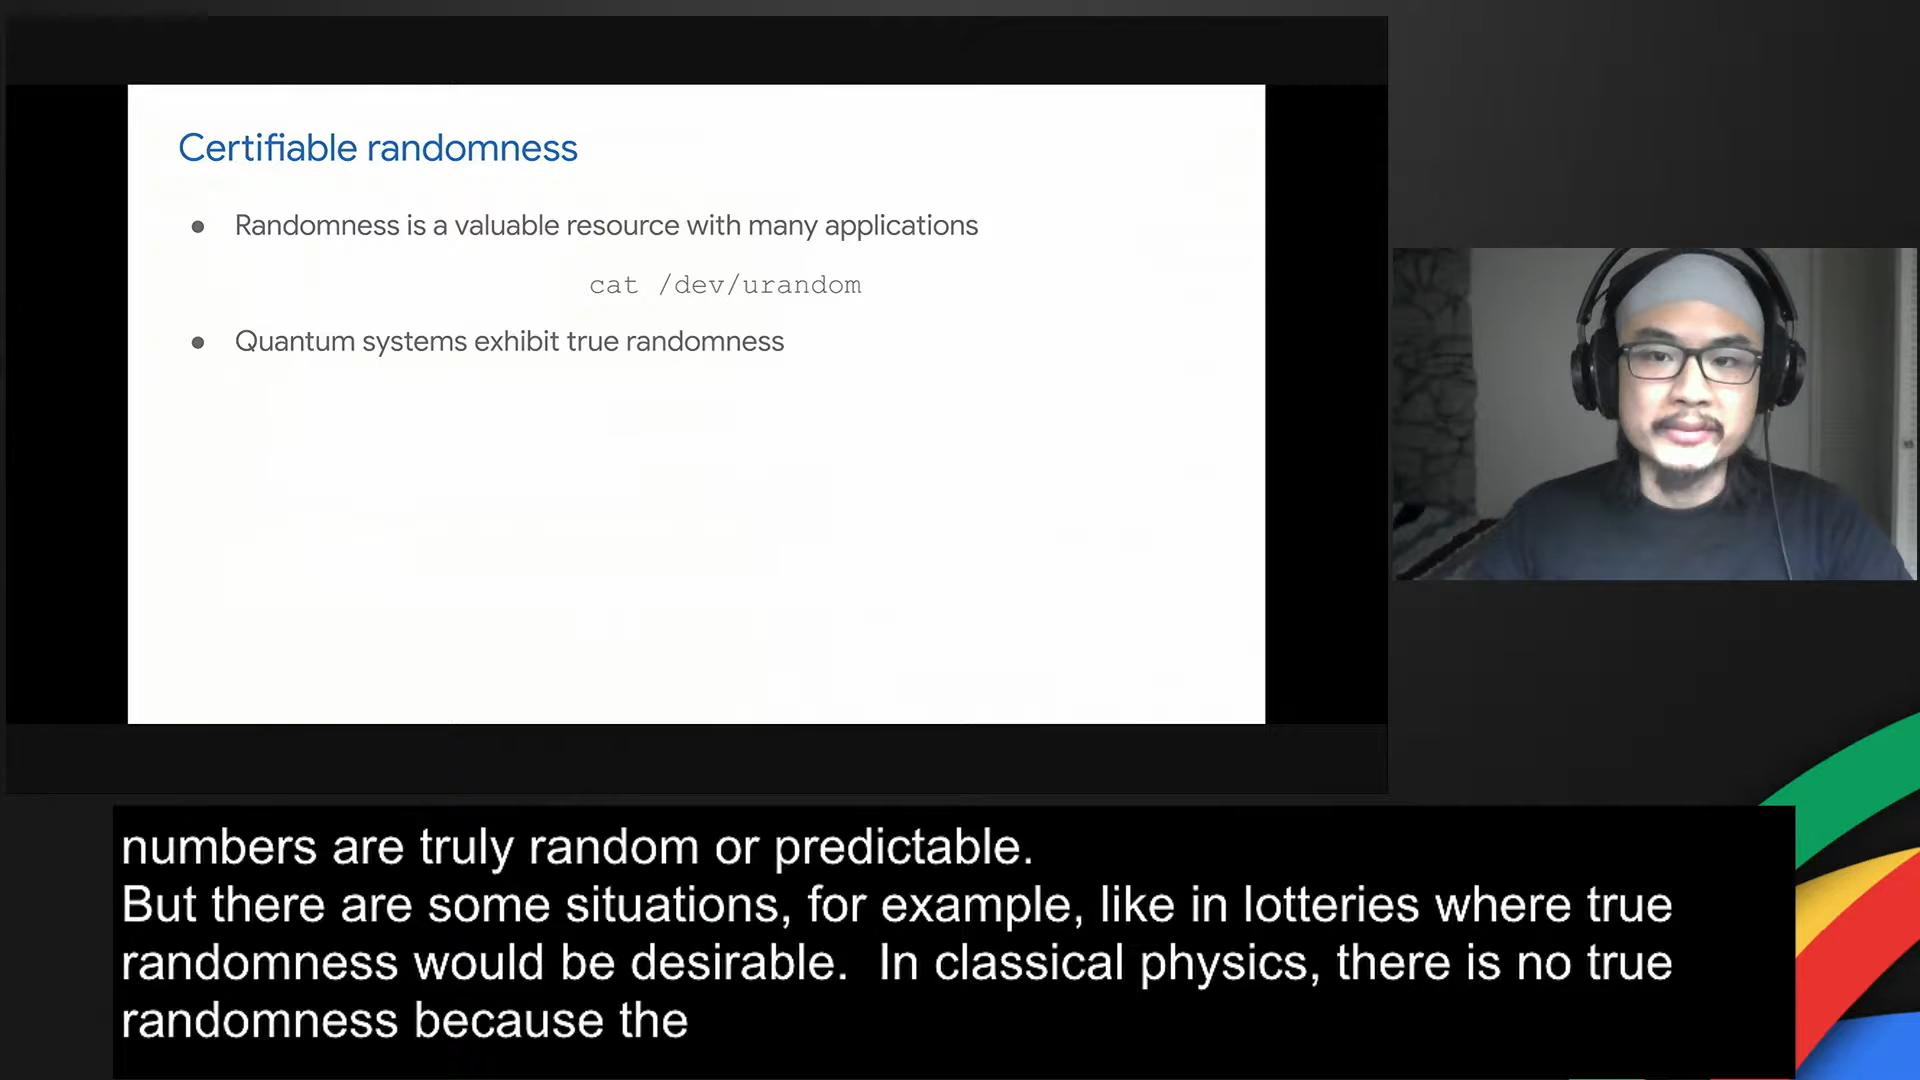 Certifiable randomness
● Randomness is a valuable resource with many applications
cat /dev/urandom
● Quantum systems exhibit true randomness
numbers are truly random or predictable.
But there are some situations, for example, like in lotteries where true
randomness would be desirable.  In classical physics, there is no true
randomness because the